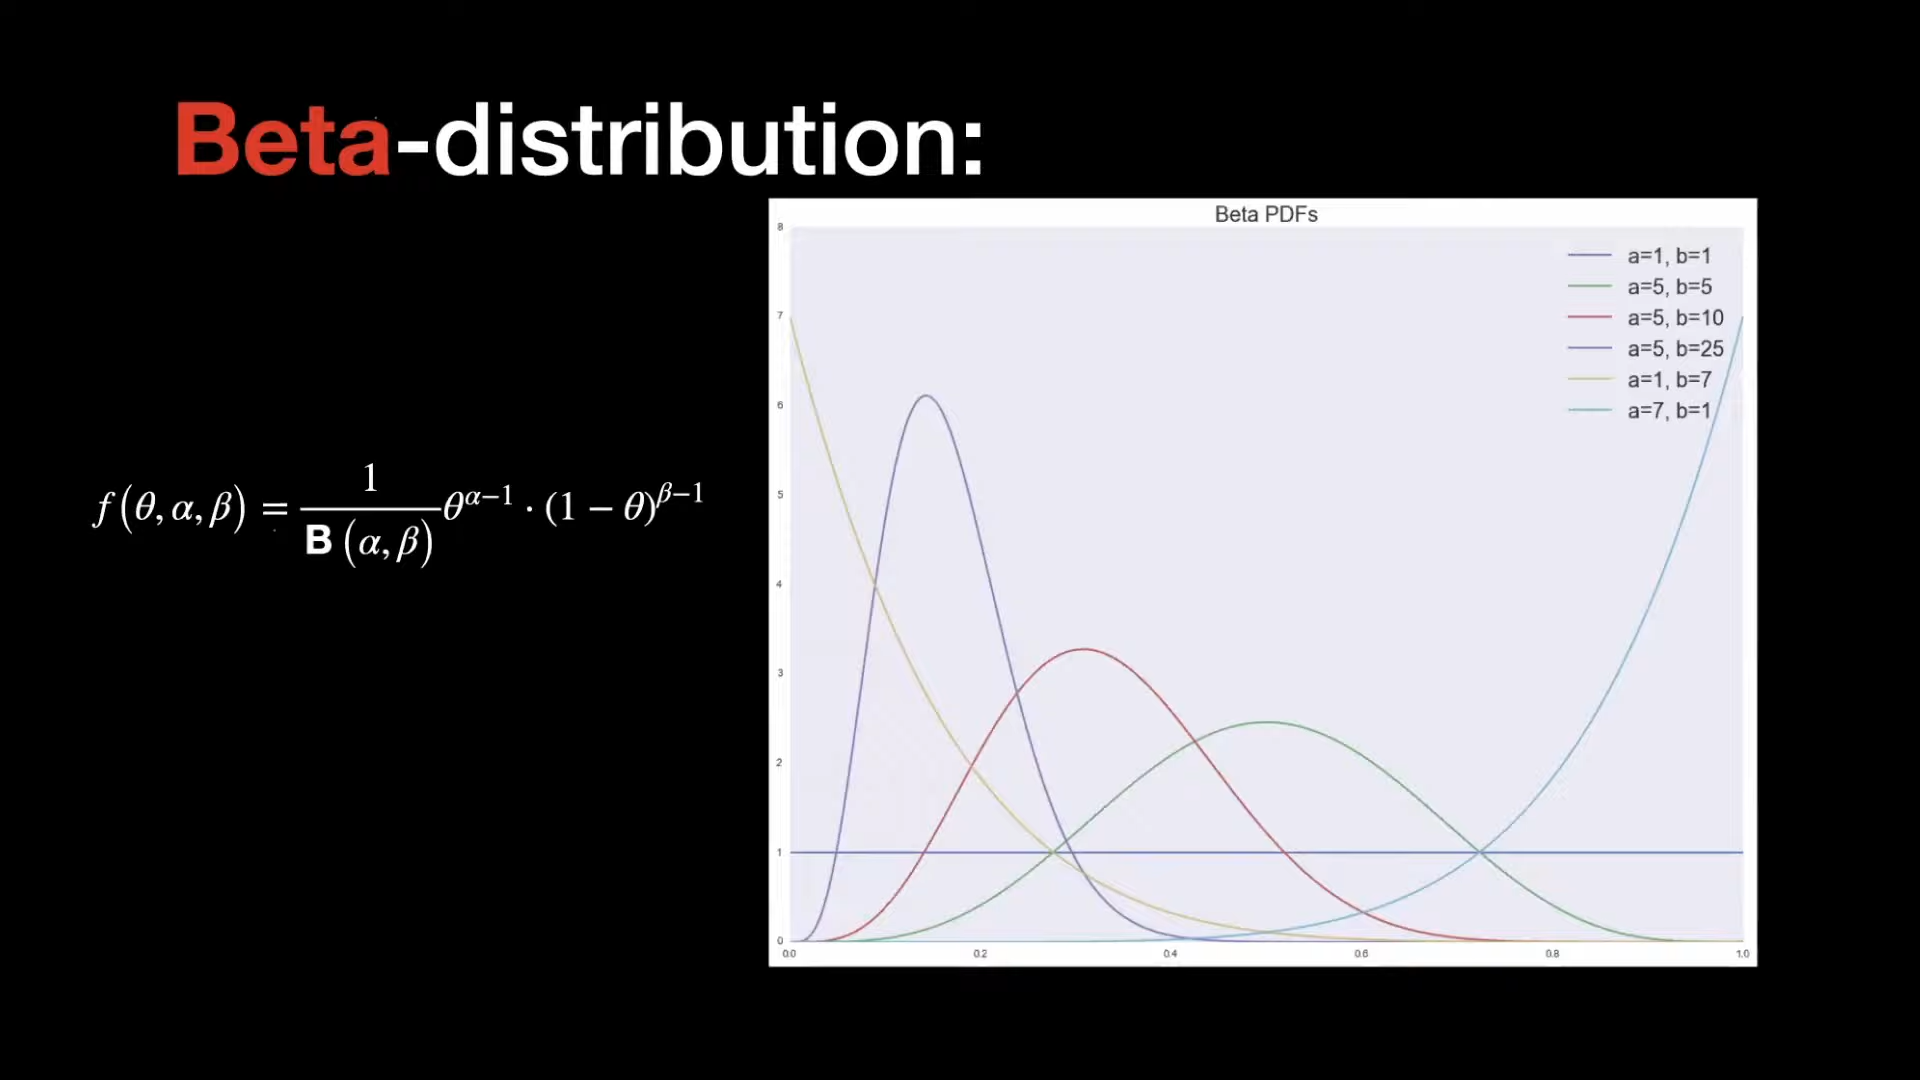 Beta-distribution:
f(θ, α, β) = 1 / B (α, β) θ^{α−1} · (1 − θ)^{β−1}
Beta PDFs
8
7
6
5
4
3
2
1
0
0.0 0.2 0.4 0.6 0.8 1.0
a=1, b=1
a=5, b=5
a=5, b=10
a=5, b=25
a=1, b=7
a=7, b=1